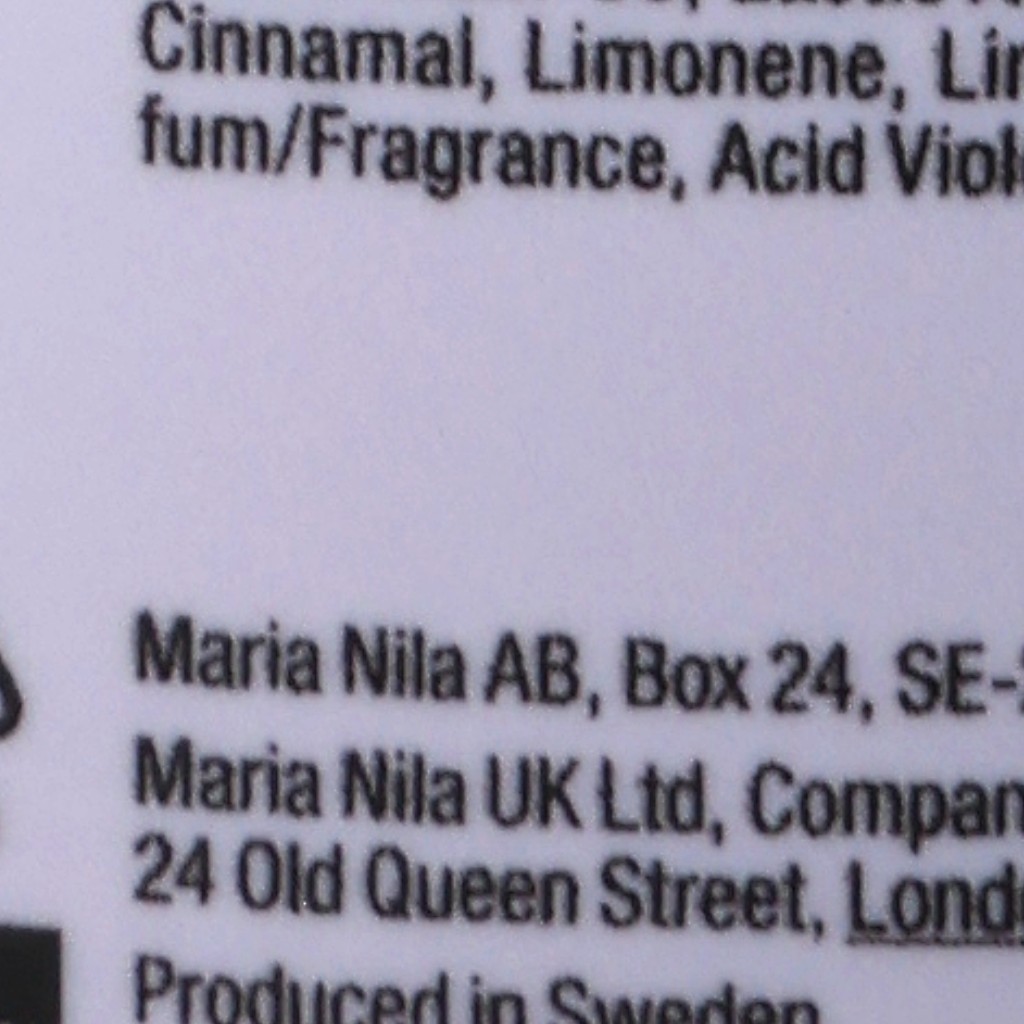 Cinnamal, Limonene,
fum/Fragrance, Acid
Maria Nila AB, Box 24, SE-
Maria Nila UK Ltd,
24 Old Queen Street,
Produced in Sweden